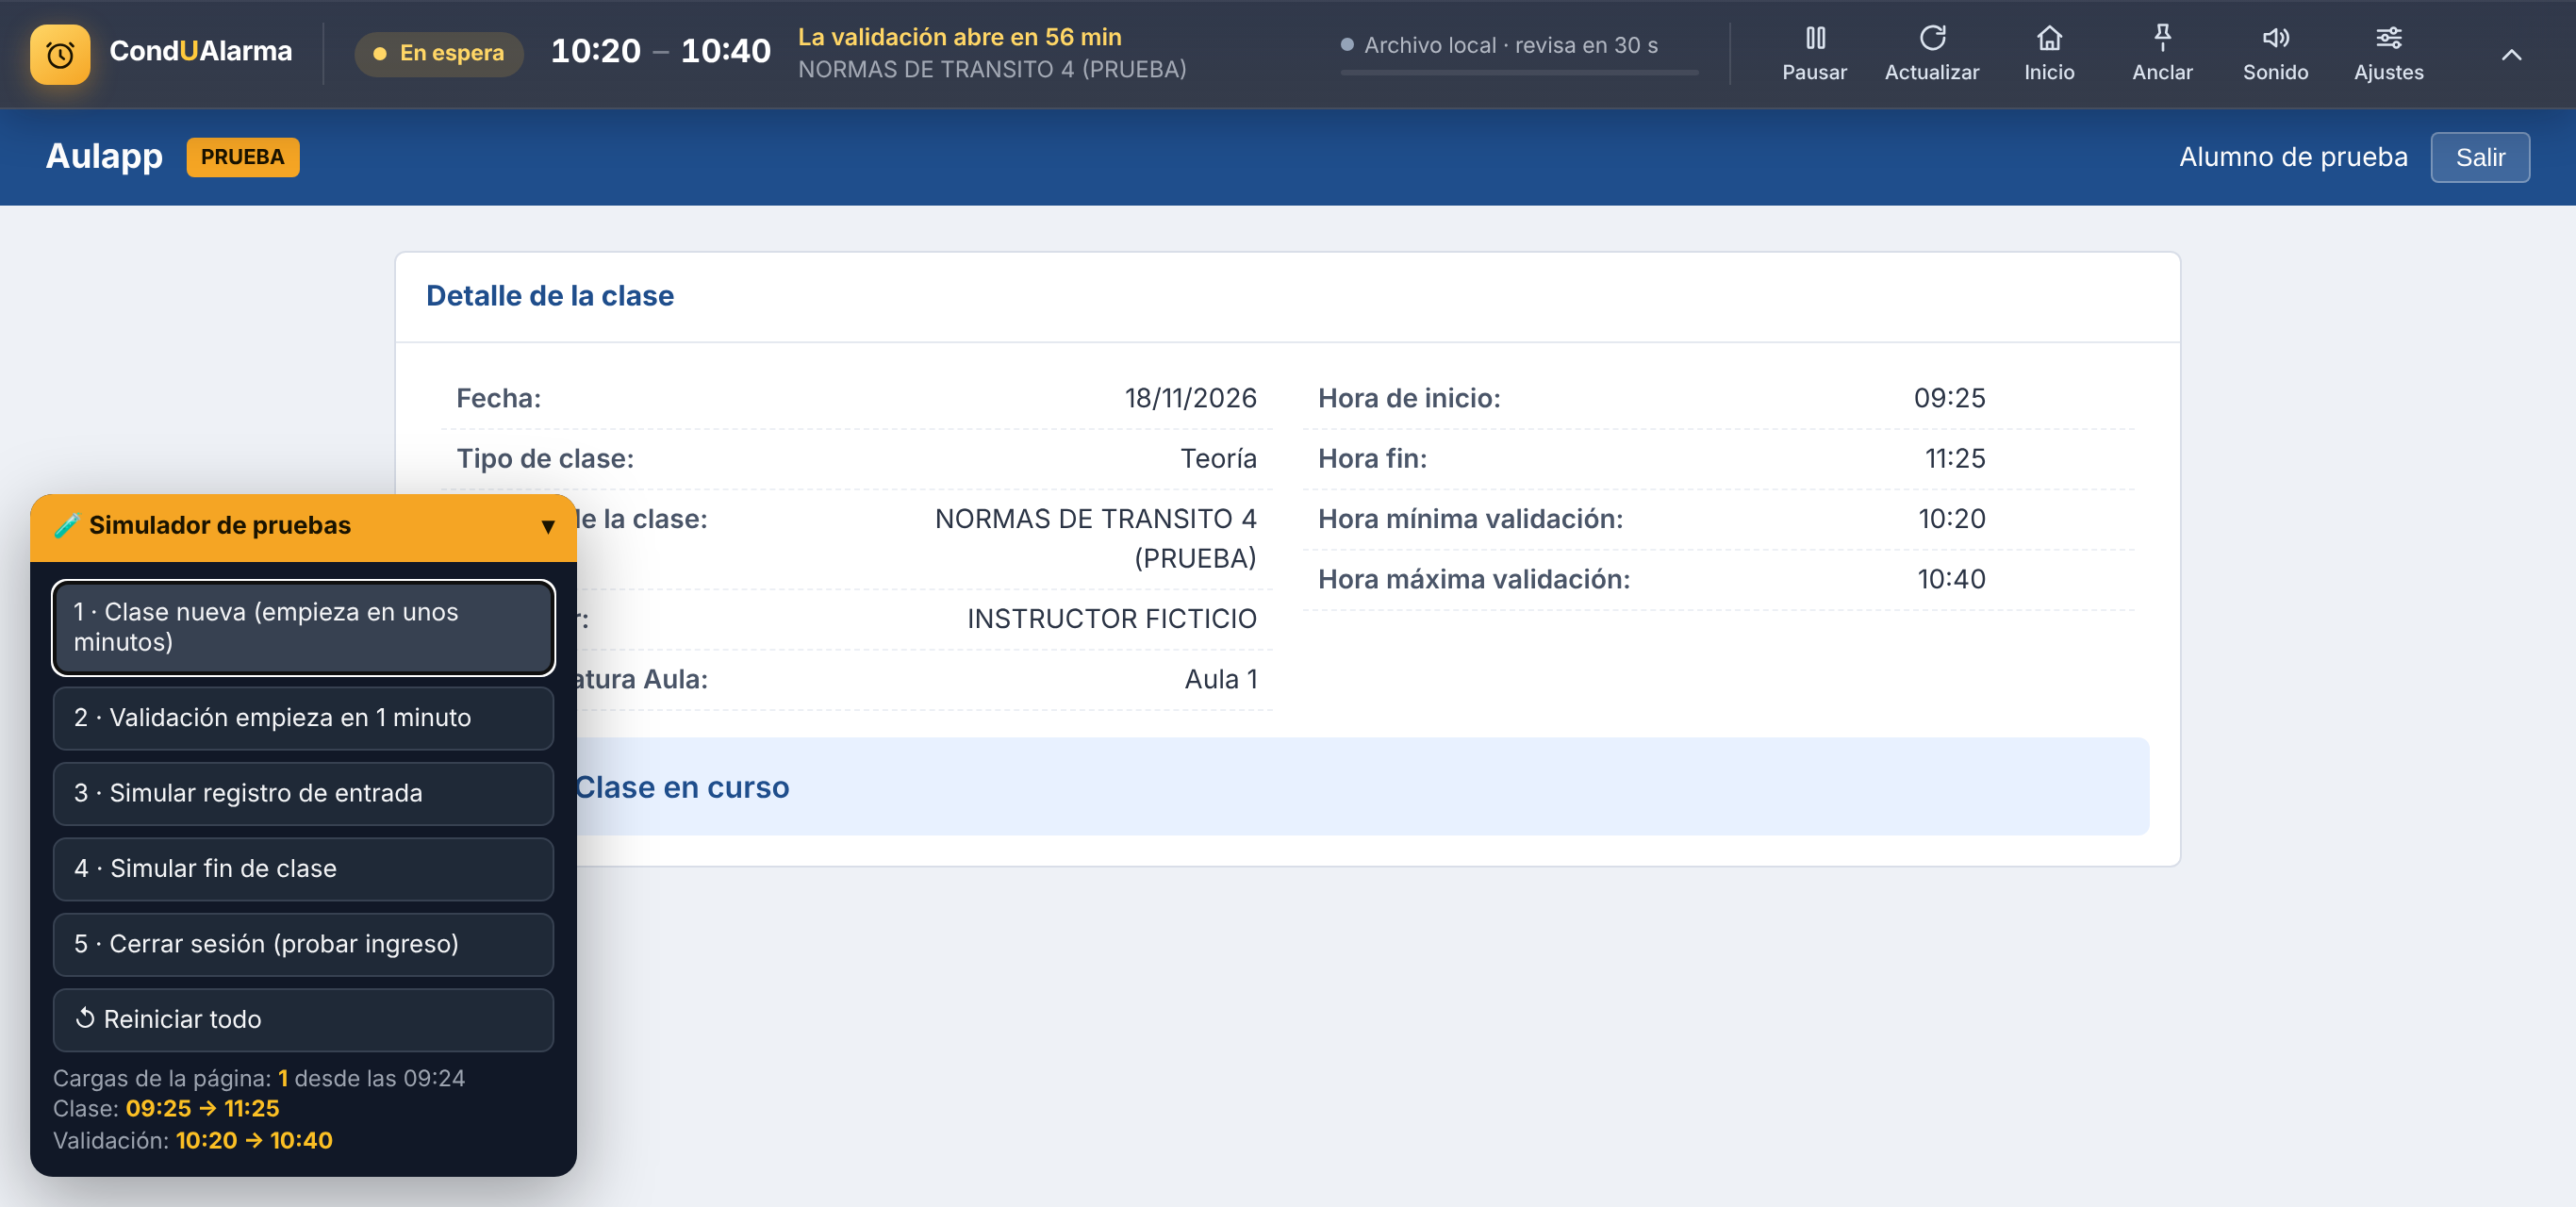 CondUAlarma
En espera
10:20 – 10:40
La validación abre en 56 min
NORMAS DE TRANSITO 4 (PRUEBA)
Archivo local · revisa en 30 s
Pausar
Actualizar
Inicio
Anclar
Sonido
Ajustes
Aulapp
PRUEBA
Alumno de prueba
Salir
Detalle de la clase
Fecha: 18/11/2026
Tipo de clase: Teoría
de la clase: NORMAS DE TRANSITO 4
(PRUEBA)
r: INSTRUCTOR FICTICIO
atura Aula: Aula 1
Hora de inicio: 09:25
Hora fin: 11:25
Hora mínima validación: 10:20
Hora máxima validación: 10:40
Clase en curso
Simulador de pruebas
1 · Clase nueva (empieza en unos
minutos)
2 · Validación empieza en 1 minuto
3 · Simular registro de entrada
4 · Simular fin de clase
5 · Cerrar sesión (probar ingreso)
Reiniciar todo
Cargas de la página: 1 desde las 09:24
Clase: 09:25 → 11:25
Validación: 10:20 → 10:40